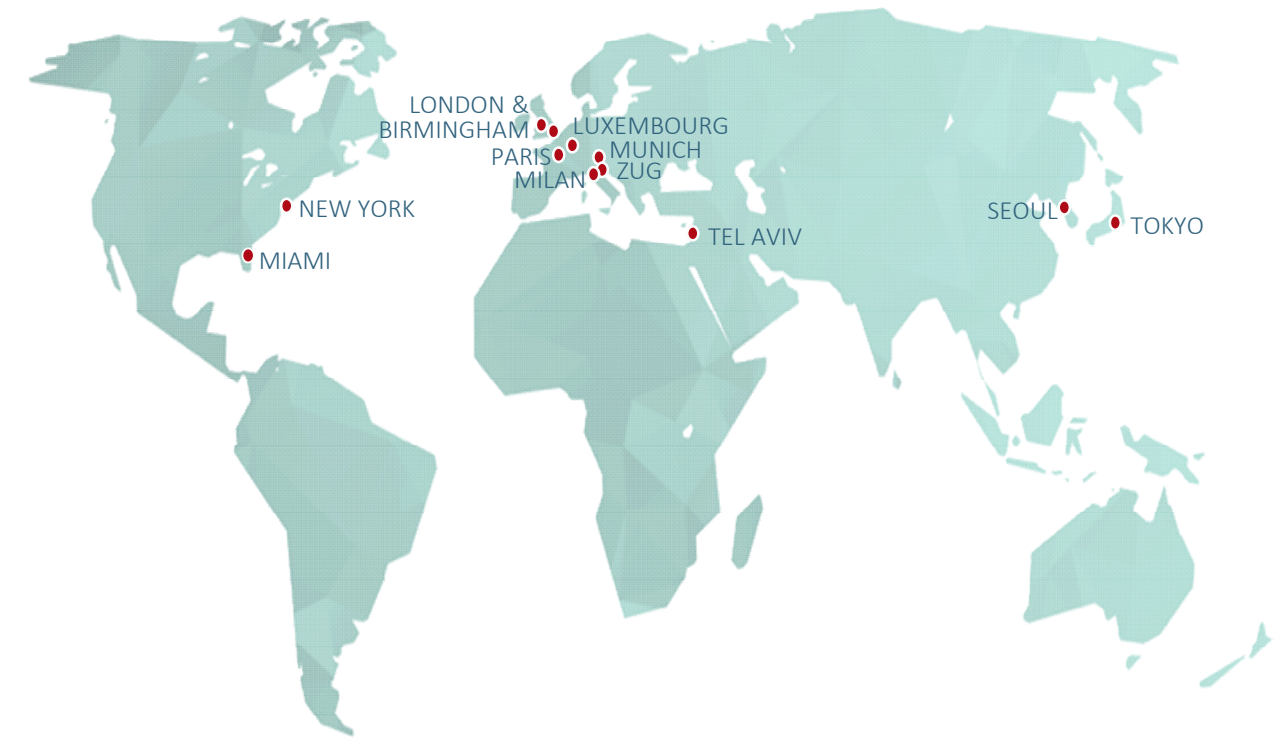 LONDON &
BIRMINGHAM
LUXEMBOURG
PARIS
MUNICH
MILAN
ZUG
NEW YORK
MIAMI
TEL AVIV
SEOUL
TOKYO